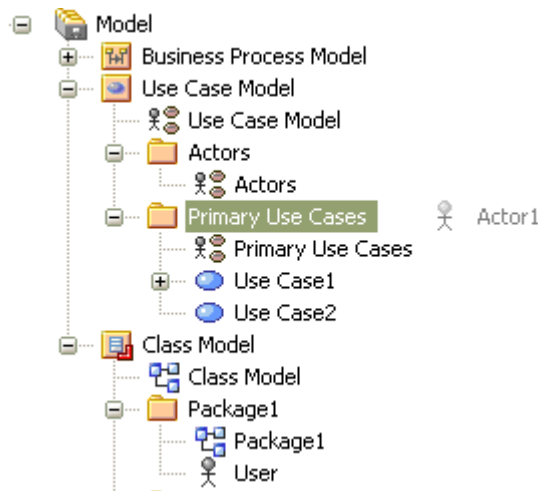 Model
Business Process Model
Use Case Model
Use Case Model
Actors
Actors
Primary Use Cases Actor1
Primary Use Cases
Use Case1
Use Case2
Class Model
Class Model
Package1
Package1
User